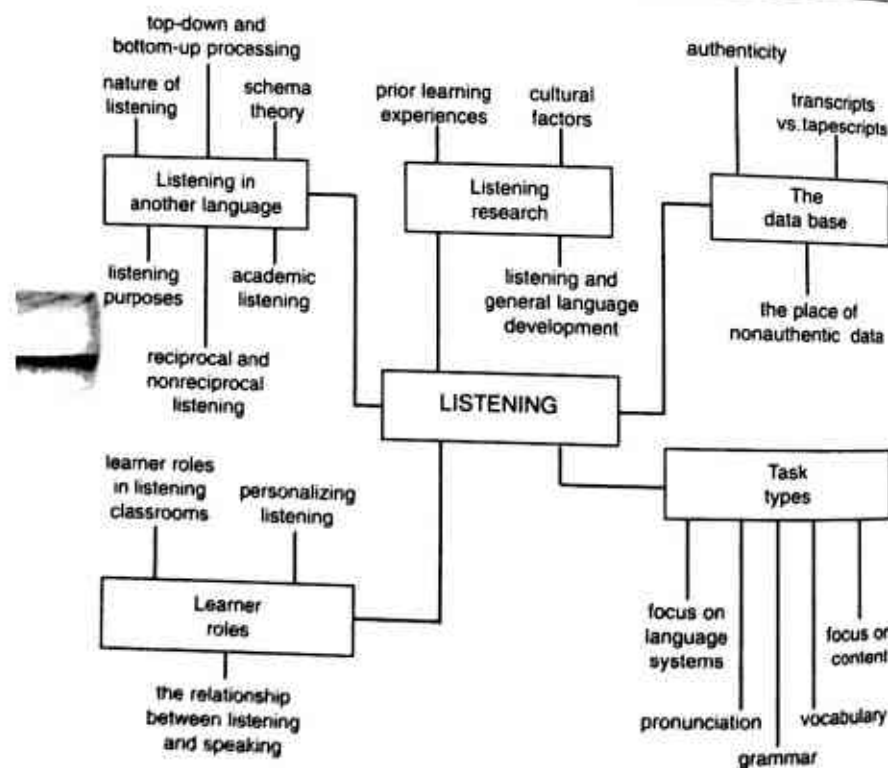 top-down and
bottom-up processing
nature of
listening
schema
theory
Listening in
another language
listening
purposes
academic
listening
reciprocal and
nonreciprocal
listening
prior learning
experiences
cultural
factors
Listening
research
listening and
general language
development
authenticity
transcripts
vs. tapescripts
The
data base
the place of
nonauthentic data
LISTENING
learner roles
in listening
classrooms
personalizing
listening
Learner
roles
the relationship
between listening
and speaking
Task
types
focus on
language
systems
focus on
content
pronunciation
vocabulary
grammar